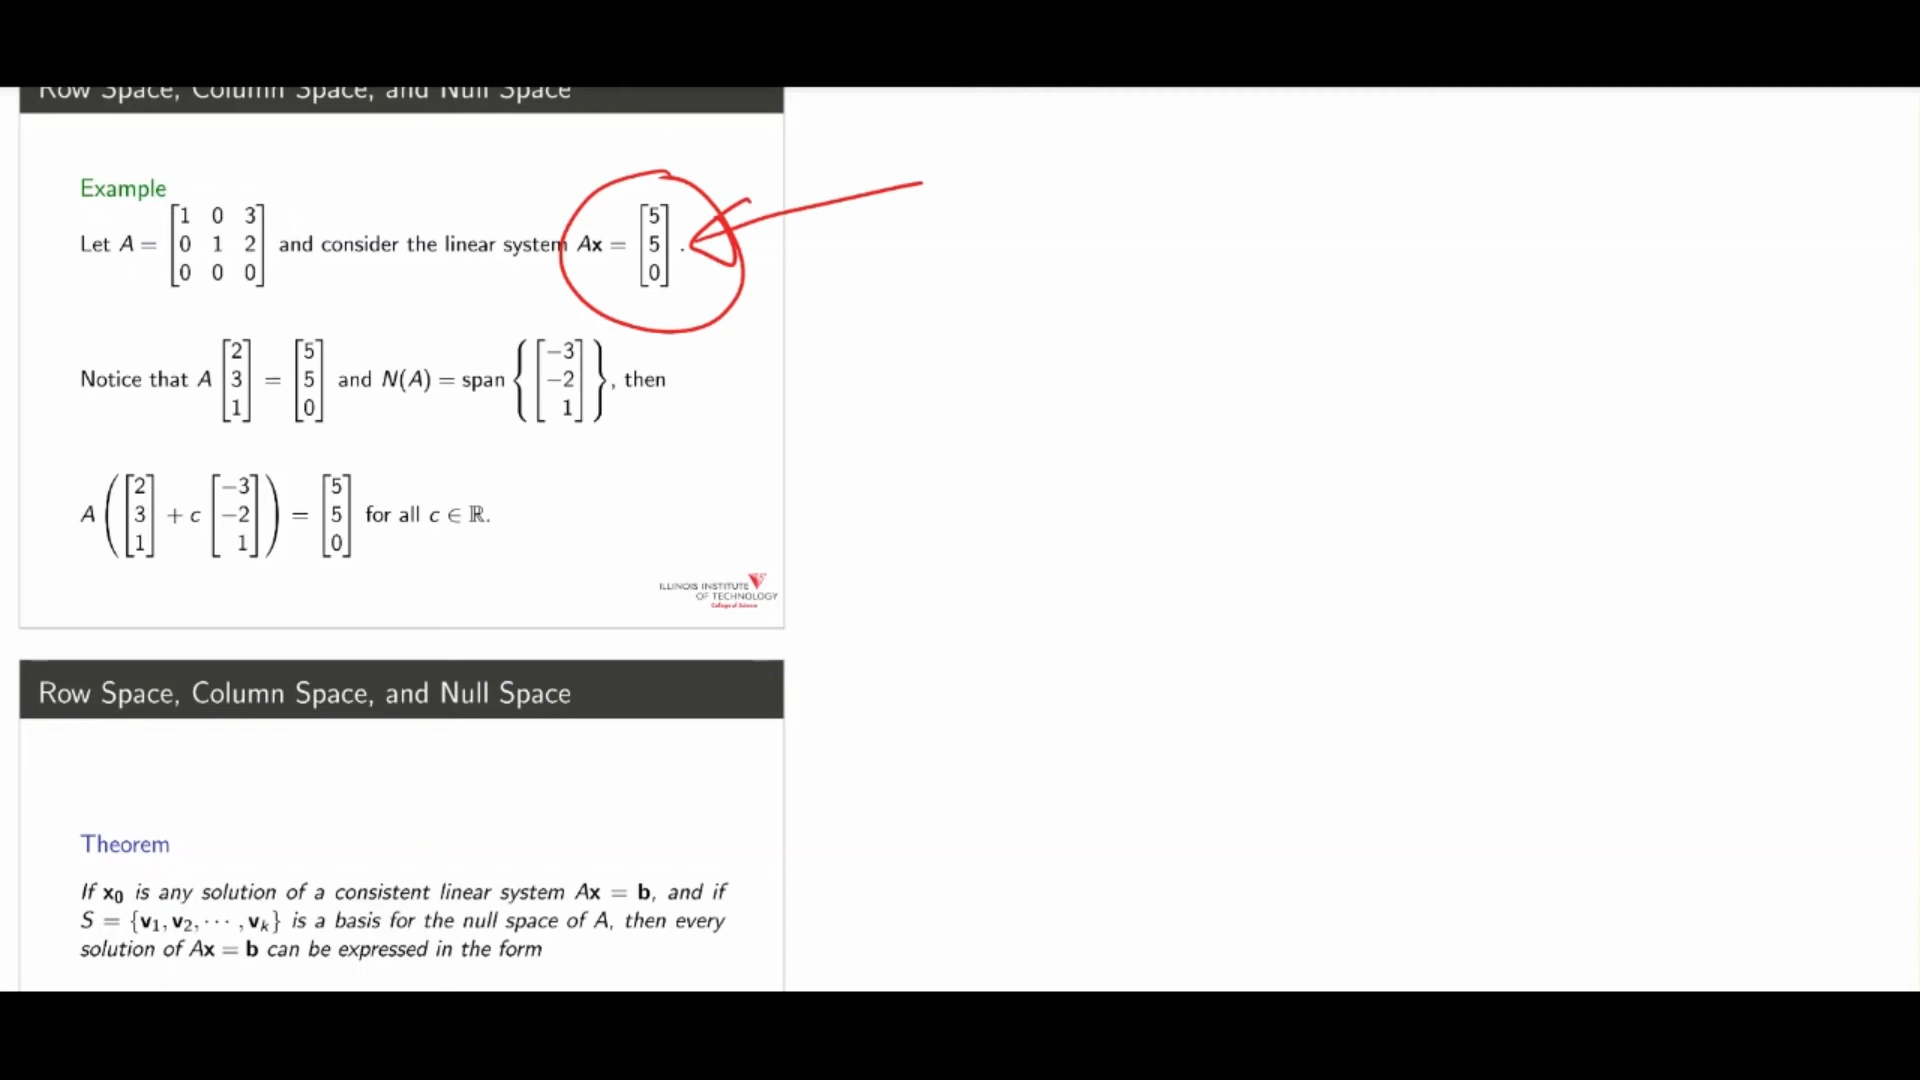 Row Space, Column Space, and Null Space
Example
Let A = [1 0 3; 0 1 2; 0 0 0] and consider the linear system Ax = [5; 5; 0].
Notice that A [2; 3; 1] = [5; 5; 0] and N(A) = span {[−3; −2; 1]}, then
A ([2; 3; 1] + c [−3; −2; 1]) = [5; 5; 0] for all c ∈ ℝ.
ILLINOIS INSTITUTE
OF TECHNOLOGY
College of Science
Row Space, Column Space, and Null Space
Theorem
If x₀ is any solution of a consistent linear system Ax = b, and if
S = {v₁, v₂, ⋯ , vₖ} is a basis for the null space of A, then every
solution of Ax = b can be expressed in the form